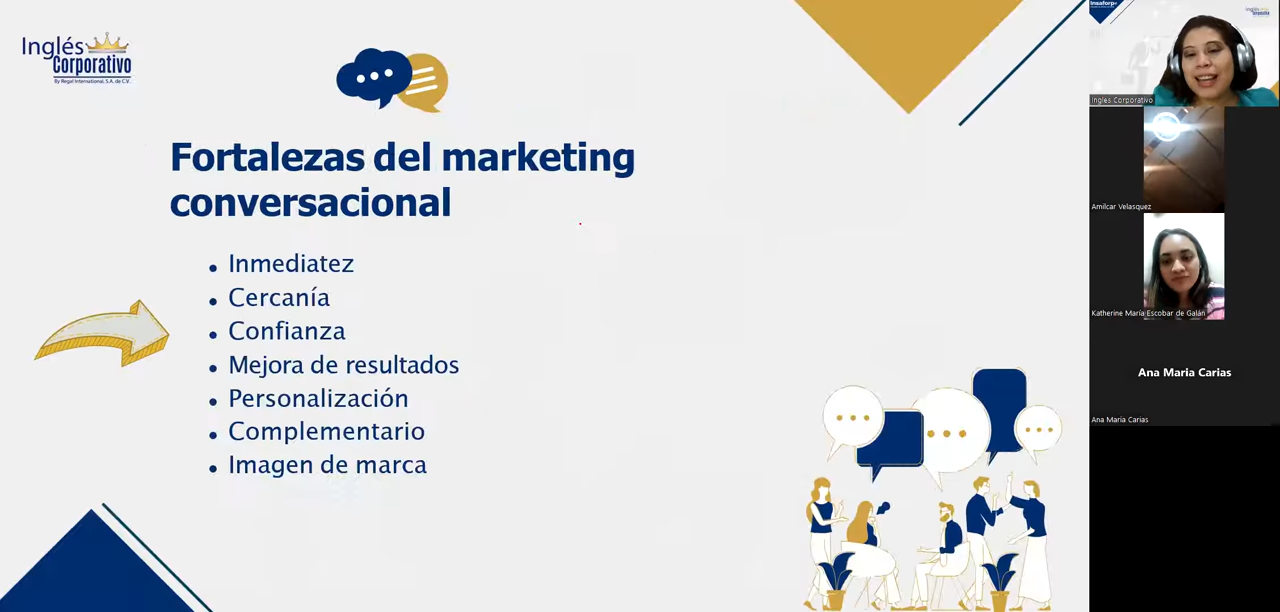 Inglés
Corporativo
By Regal International, S.A. de C.V.
Fortalezas del marketing
conversacional
Inmediatez
Cercanía
Confianza
Mejora de resultados
Personalización
Complementario
Imagen de marca
Insaforp
Ingles Corporativo
Amilcar Velasquez
Katherine María Escobar de Galán
Ana Maria Carias
Ana Maria Carias